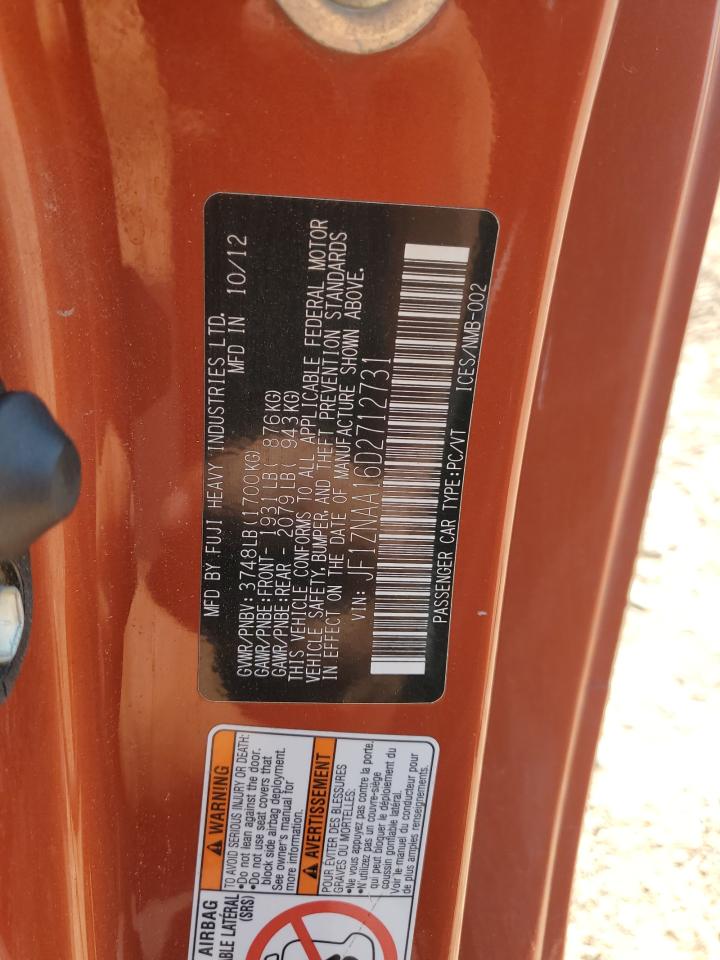 MFD BY FUJI HEAVY INDUSTRIES LTD.
MFD IN 10/12
GVWR/PNBV: 3748LB(1700KG)
GAWR/PNBE:FRONT- 1931LB( 876KG)
GAWR/PNBE:REAR - 2079LB( 943KG)
THIS VEHICLE CONFORMS TO ALL APPLICABLE FEDERAL MOTOR
VEHICLE SAFETY, BUMPER, AND THEFT PREVENTION STANDARDS
IN EFFECT ON THE DATE OF MANUFACTURE SHOWN ABOVE.
VIN: JF1ZNAA16D2712731
PASSENGER CAR TYPE:PC/VT ICES/NMB-002
AIRBAG
LATÉRAL
(SRS)
WARNING
TO AVOID SERIOUS INJURY OR DEATH:
•Do not lean against the door.
•Do not use seat covers that
block side airbag deployment.
See owner's manual for
more information.
AVERTISSEMENT
POUR ÉVITER DES BLESSURES
GRAVES OU MORTELLES:
•Ne vous appuyez pas contre la porte.
•N'utilisez pas un couvre-siège
qui peut bloquer le déploiement du
coussin gonflable latéral.
Voir le manuel du conducteur pour
de plus amples renseignements.